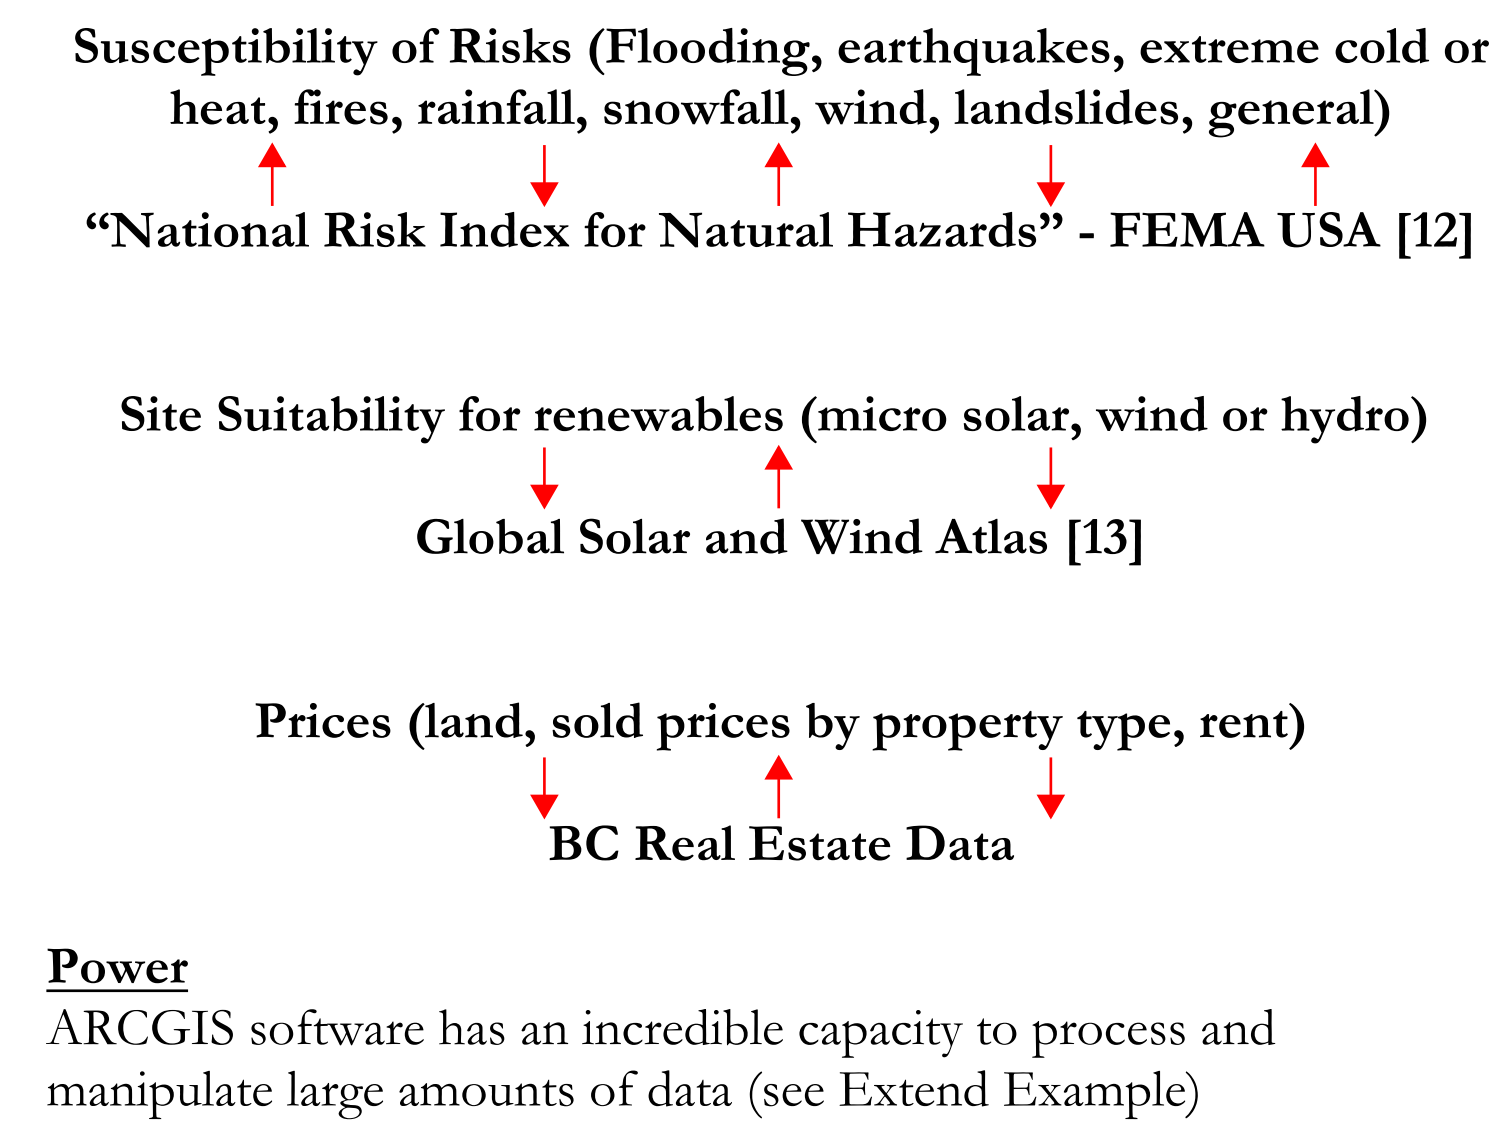 Susceptibility of Risks (Flooding, earthquakes, extreme cold or
heat, fires, rainfall, snowfall, wind, landslides, general)
“National Risk Index for Natural Hazards” - FEMA USA [12]
Site Suitability for renewables (micro solar, wind or hydro)
Global Solar and Wind Atlas [13]
Prices (land, sold prices by property type, rent)
BC Real Estate Data
Power
ARCGIS software has an incredible capacity to process and
manipulate large amounts of data (see Extend Example)